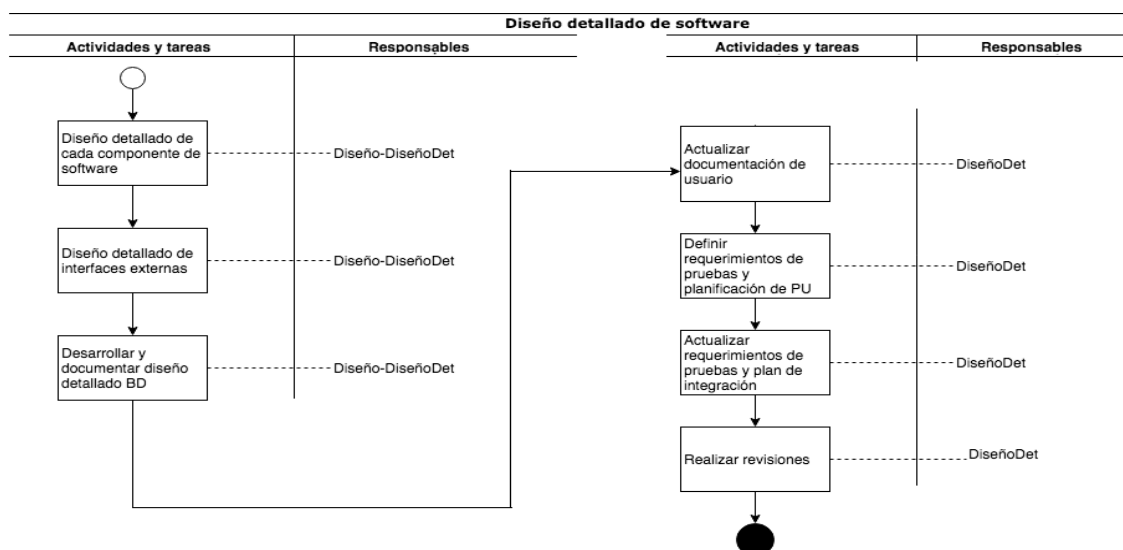 Diseño detallado de software
Actividades y tareas
Responsables
Diseño detallado de
cada componente de
software
Diseño-DiseñoDet
Diseño detallado de
interfaces externas
Diseño-DiseñoDet
Desarrollar y
documentar diseño
detallado BD
Diseño-DiseñoDet
Actividades y tareas
Responsables
Actualizar
documentación de
usuario
DiseñoDet
Definir
requerimientos de
pruebas y
planificación de PU
DiseñoDet
Actualizar
requerimientos de
pruebas y plan de
integración
DiseñoDet
Realizar revisiones
DiseñoDet